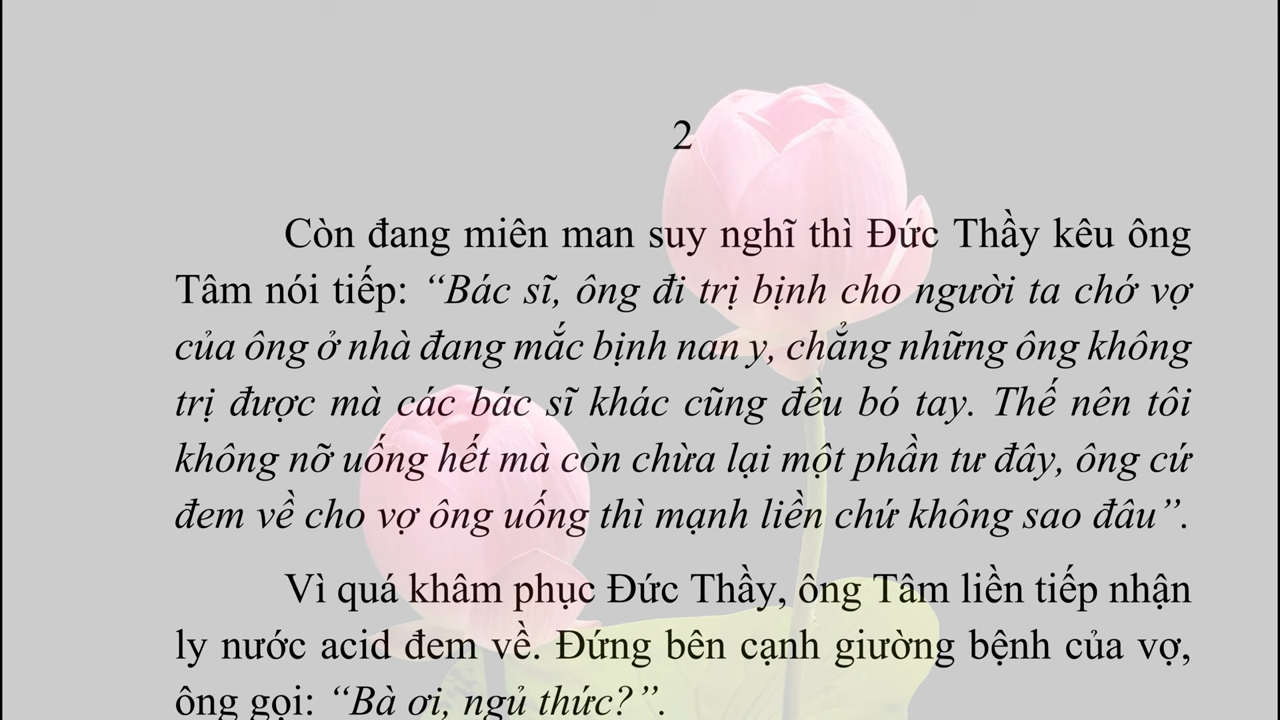 2
Còn đang miên man suy nghĩ thì Đức Thầy kêu ông
Tâm nói tiếp: “Bác sĩ, ông đi trị bịnh cho người ta chớ vợ
của ông ở nhà đang mắc bịnh nan y, chẳng những ông không
trị được mà các bác sĩ khác cũng đều bó tay. Thế nên tôi
không nỡ uống hết mà còn chừa lại một phần tư đây, ông cứ
đem về cho vợ ông uống thì mạnh liền chứ không sao đâu”.
Vì quá khâm phục Đức Thầy, ông Tâm liền tiếp nhận
ly nước acid đem về. Đứng bên cạnh giường bệnh của vợ,
ông gọi: “Bà ơi, ngủ thức?”.